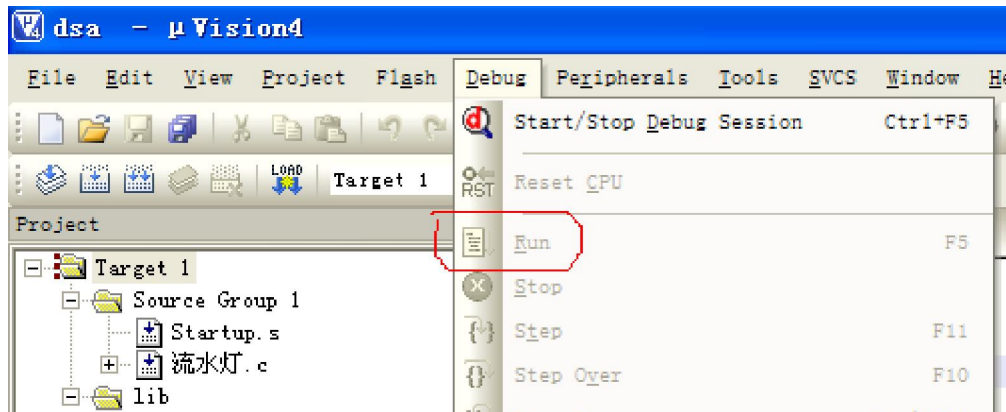 dsa - µVision4
File Edit View Project Flash Debug Peripherals Tools SVCS Window
Start/Stop Debug Session Ctrl+F5
LOAD Target 1
RST Reset CPU
Project
Run F5
Target 1
Stop
Source Group 1
Startup.s
Step F11
流水灯.c
Step Over F10
lib